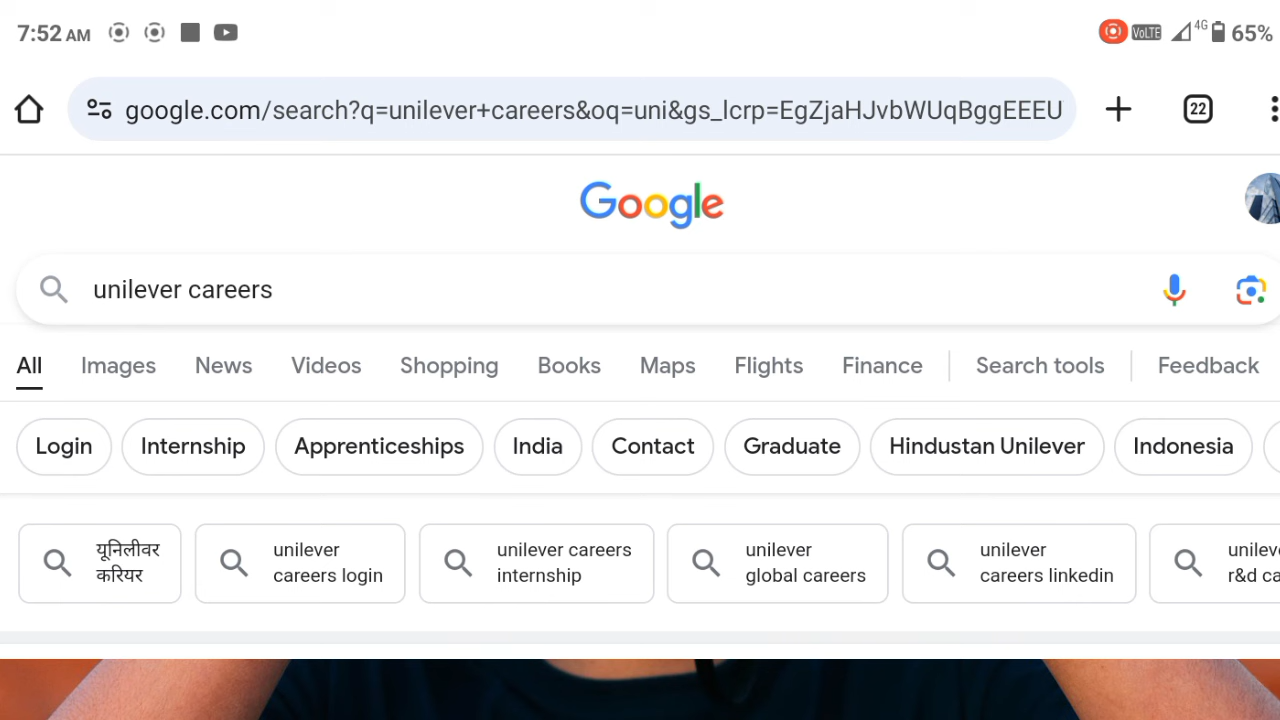 7:52 AM
VoLTE 4G 65%
google.com/search?q=unilever+careers&oq=uni&gs_lcrp=EgZjaHJvbWUqBggEEEU
22
Google
unilever careers
All Images News Videos Shopping Books Maps Flights Finance Search tools Feedback
Login Internship Apprenticeships India Contact Graduate Hindustan Unilever Indonesia
यूनिलीवर
करियर
unilever
careers login
unilever careers
internship
unilever
global careers
unilever
careers linkedin
r&d